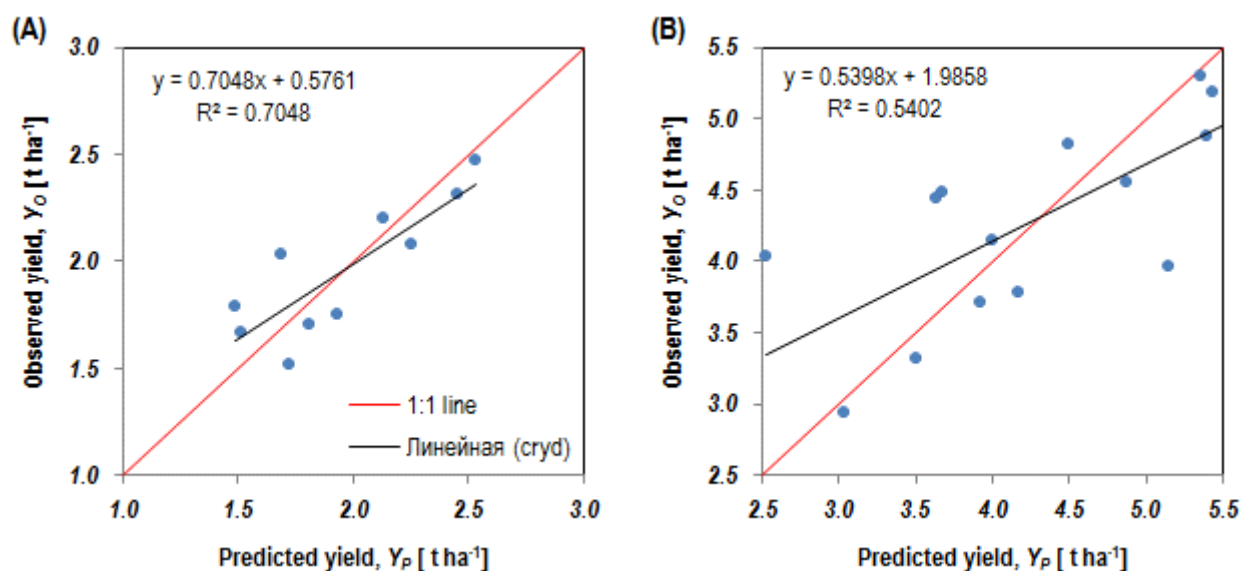 (A)
3.0
y = 0.7048x + 0.5761
R² = 0.7048
2.5
2.0
1.5
1.0
Observed yield, Yo [ t ha⁻¹]
1:1 line
Линейная (cryd)
1.0 1.5 2.0 2.5 3.0
Predicted yield, YP [ t ha⁻¹]
(B)
5.5
y = 0.5398x + 1.9858
R² = 0.5402
5.0
4.5
4.0
3.5
3.0
2.5
Observed yield, Yo [ t ha⁻¹]
2.5 3.0 3.5 4.0 4.5 5.0 5.5
Predicted yield, YP [ t ha⁻¹]